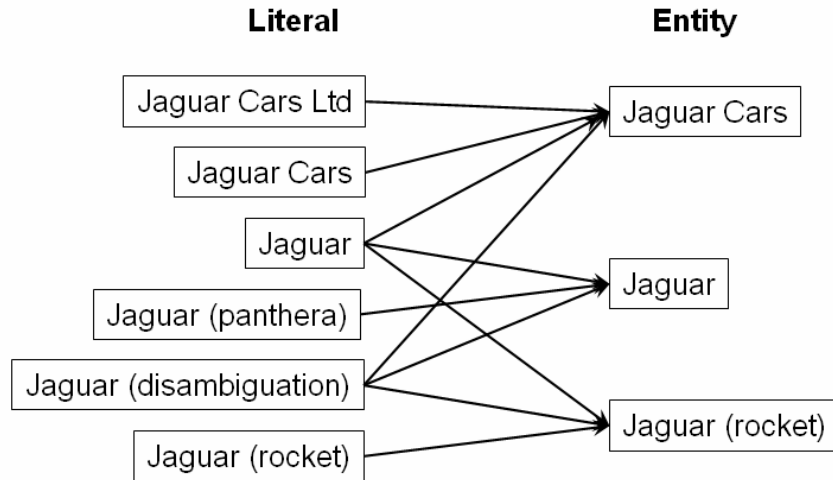 Literal
Entity
Jaguar Cars Ltd
Jaguar Cars
Jaguar
Jaguar (panthera)
Jaguar (disambiguation)
Jaguar (rocket)
Jaguar Cars
Jaguar
Jaguar (rocket)